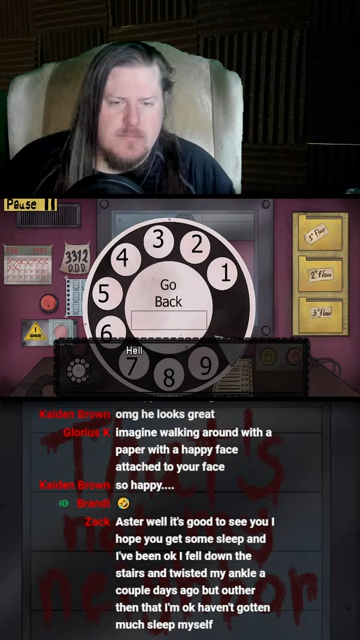 Pause II
3312
D.D.D
1° Floor
2° Floor
3° Floor
3
2
4
1
5
6
7
8
9
Go
Back
Hell
Kaiden Brown omg he looks great
Glorius K imagine walking around with a
paper with a happy face
attached to your face
Kaiden Brown so happy....
Brandi 🤣
Zack Aster well it's good to see you I
hope you get some sleep and
I've been ok I fell down the
stairs and twisted my ankle a
couple days ago but outher
then that I'm ok haven't gotten
much sleep myself